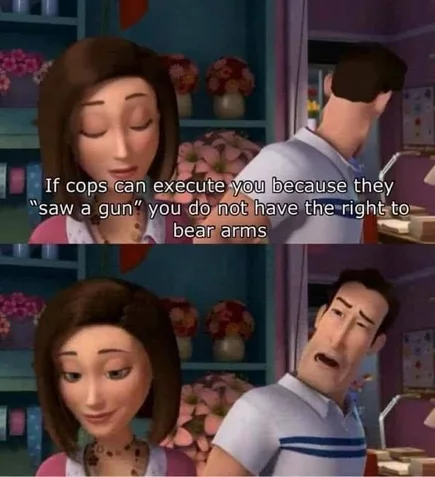 If cops can execute you because they
“saw a gun” you do not have the right to
bear arms